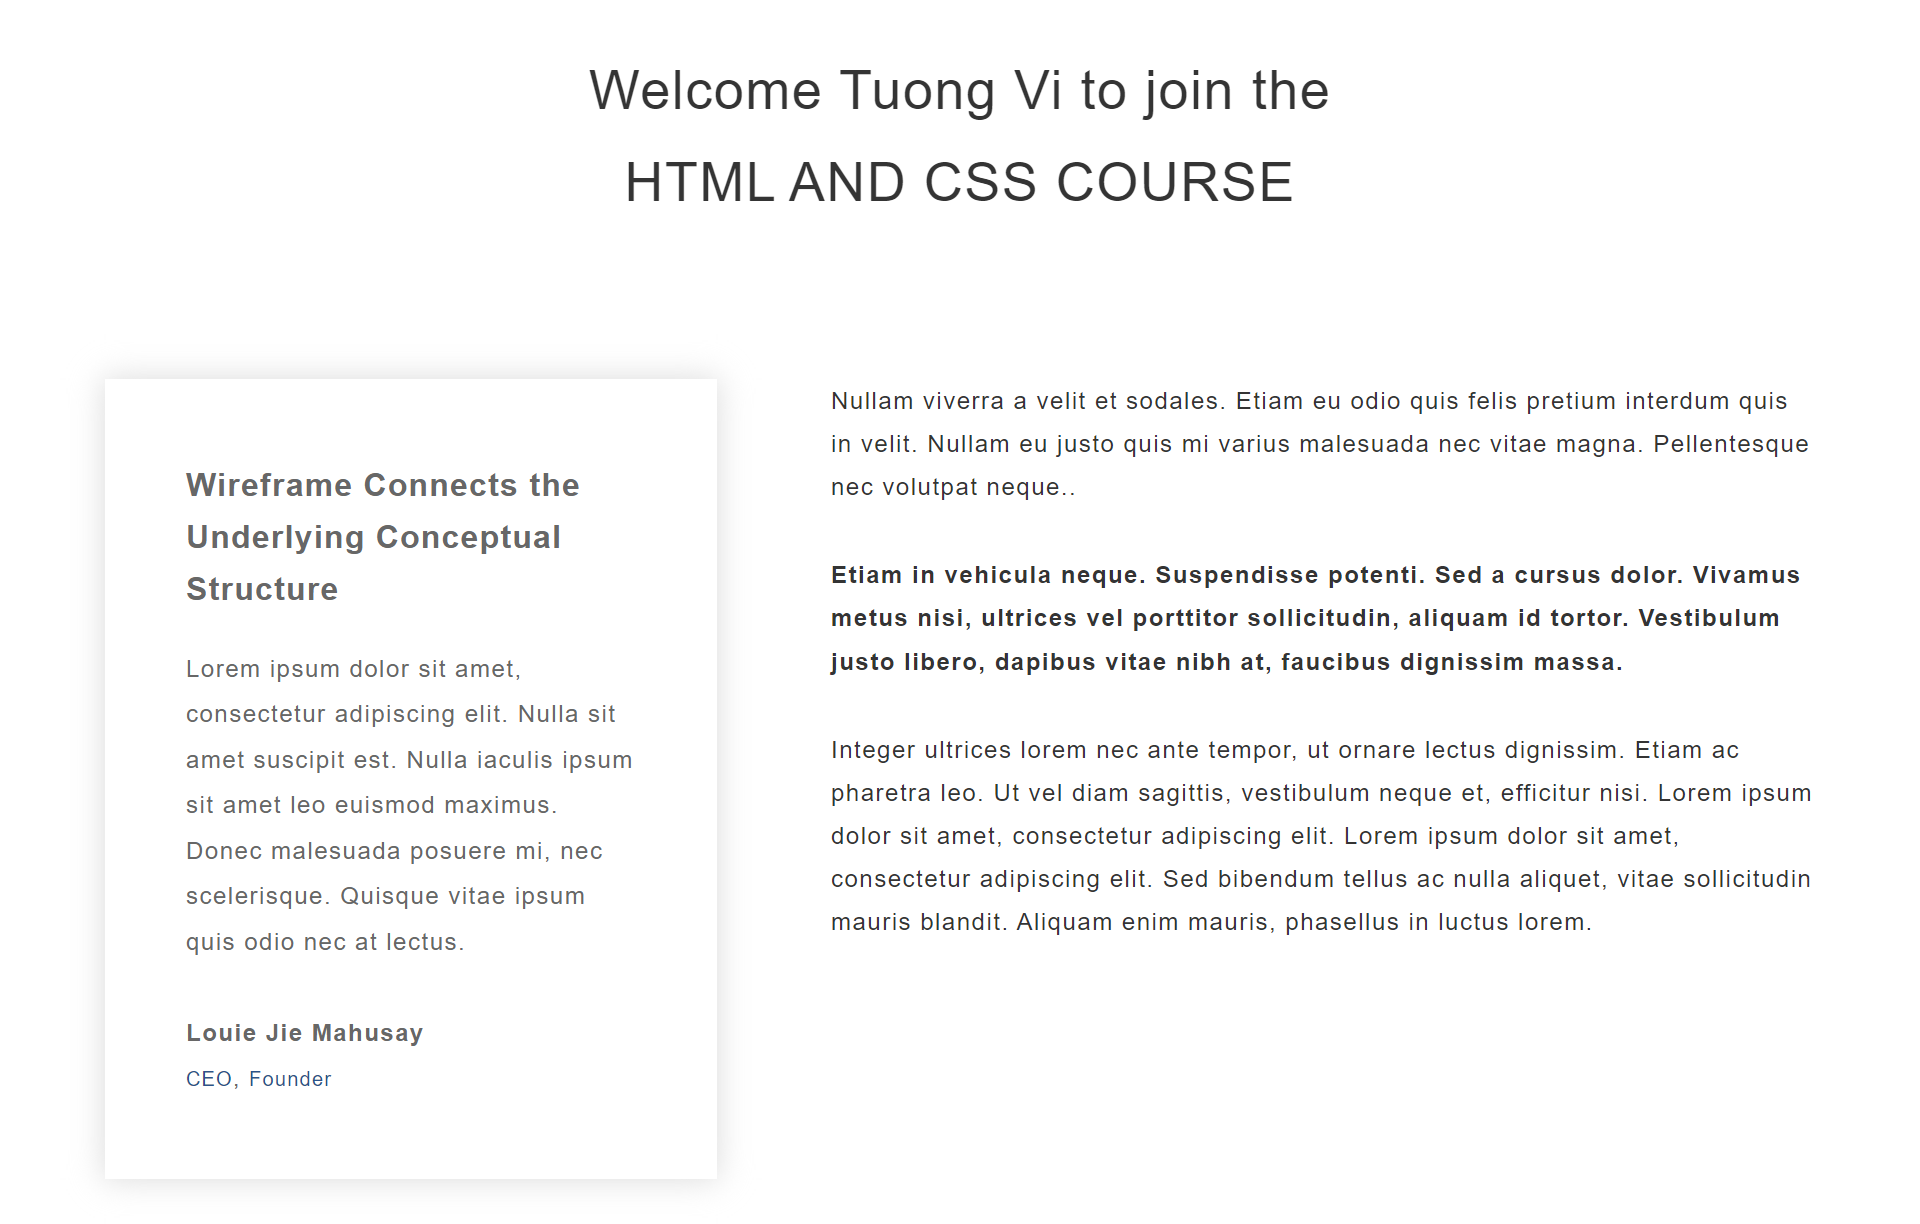 Welcome Tuong Vi to join the
HTML AND CSS COURSE
Wireframe Connects the
Underlying Conceptual
Structure
Lorem ipsum dolor sit amet,
consectetur adipiscing elit. Nulla sit
amet suscipit est. Nulla iaculis ipsum
sit amet leo euismod maximus.
Donec malesuada posuere mi, nec
scelerisque. Quisque vitae ipsum
quis odio nec at lectus.
Louie Jie Mahusay
CEO, Founder
Nullam viverra a velit et sodales. Etiam eu odio quis felis pretium interdum quis
in velit. Nullam eu justo quis mi varius malesuada nec vitae magna. Pellentesque
nec volutpat neque..
Etiam in vehicula neque. Suspendisse potenti. Sed a cursus dolor. Vivamus
metus nisi, ultrices vel porttitor sollicitudin, aliquam id tortor. Vestibulum
justo libero, dapibus vitae nibh at, faucibus dignissim massa.
Integer ultrices lorem nec ante tempor, ut ornare lectus dignissim. Etiam ac
pharetra leo. Ut vel diam sagittis, vestibulum neque et, efficitur nisi. Lorem ipsum
dolor sit amet, consectetur adipiscing elit. Lorem ipsum dolor sit amet,
consectetur adipiscing elit. Sed bibendum tellus ac nulla aliquet, vitae sollicitudin
mauris blandit. Aliquam enim mauris, phasellus in luctus lorem.